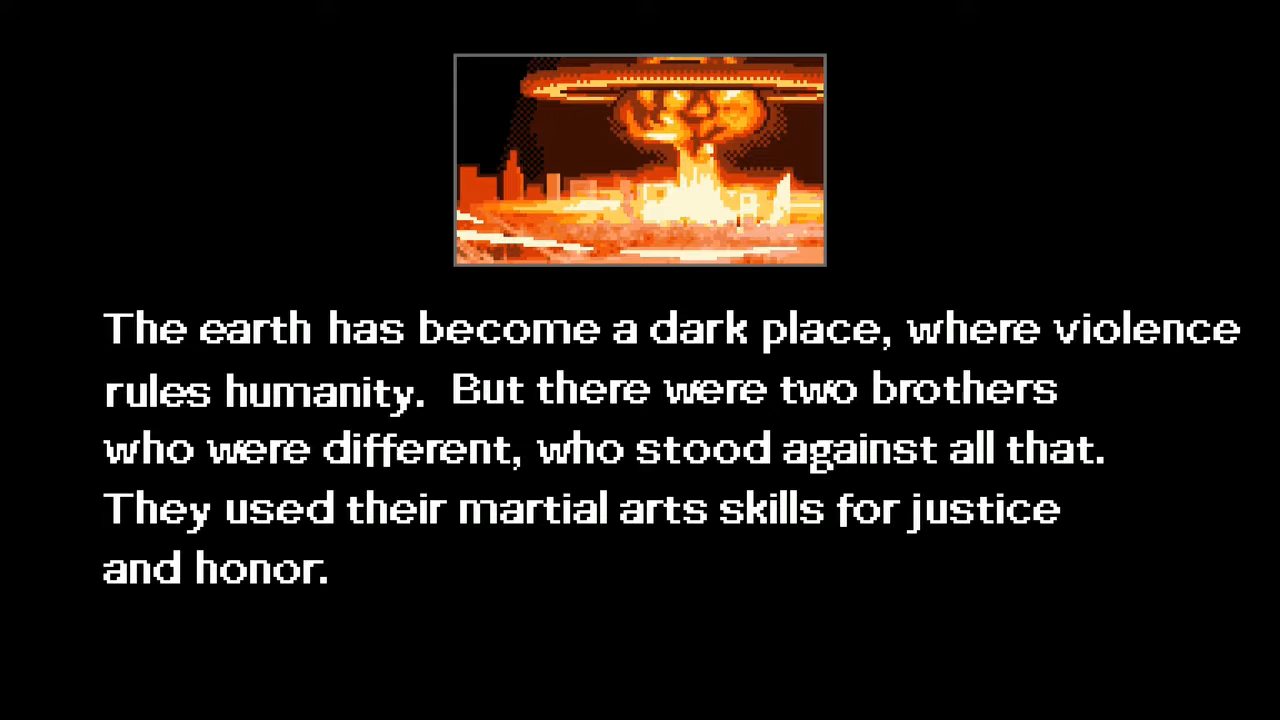 The earth has become a dark place, where violence
rules humanity. But there were two brothers
who were different, who stood against all that.
They used their martial arts skills for justice
and honor.